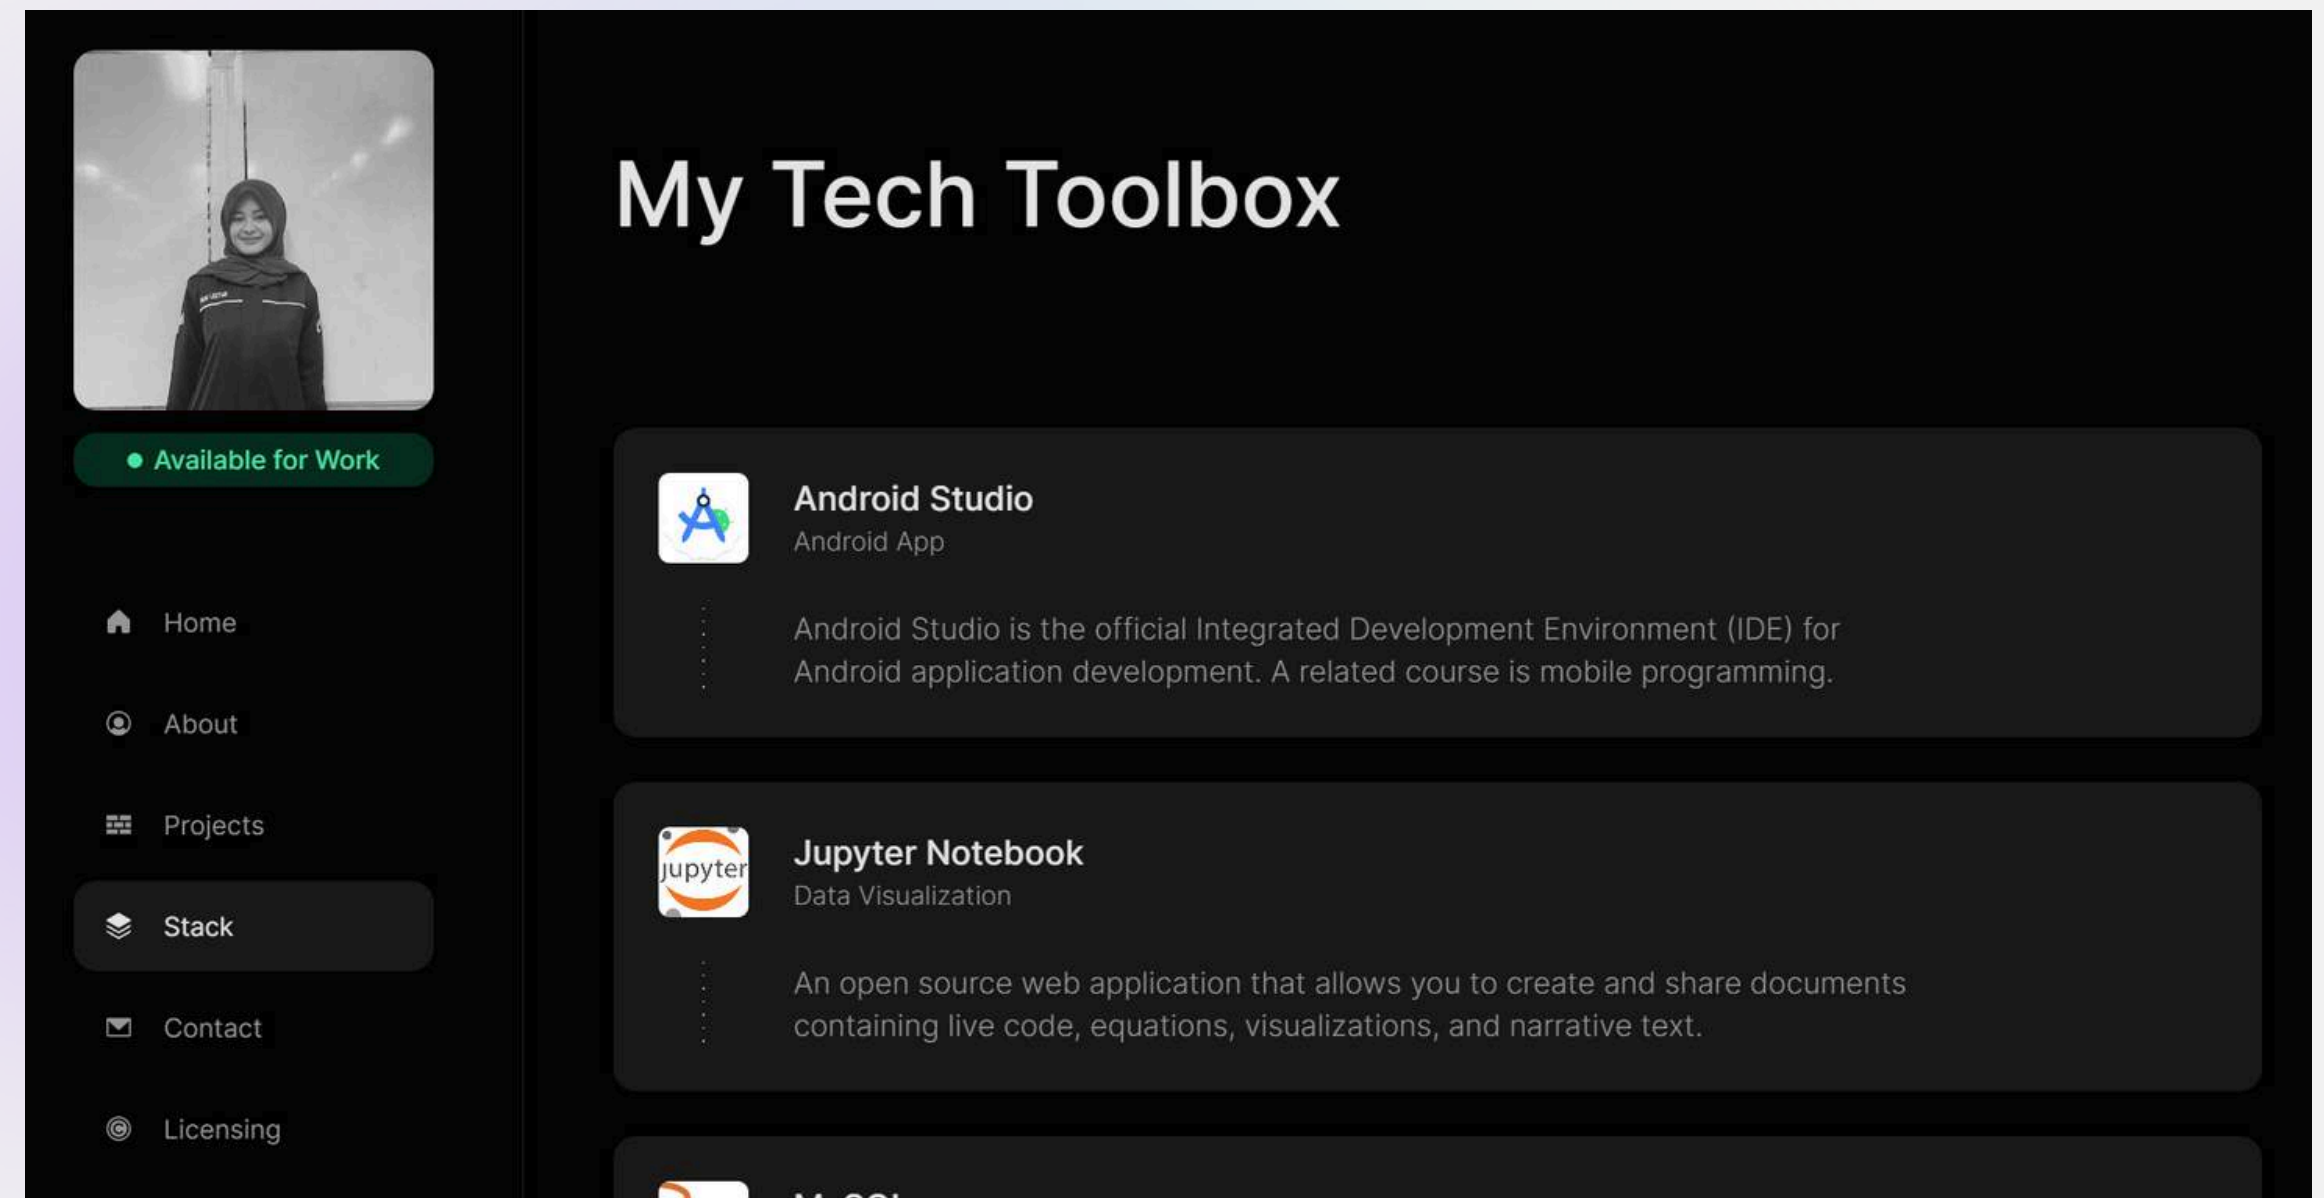 Available for Work
Home
About
Projects
Stack
Contact
Licensing
My Tech Toolbox
Android Studio
Android App
Android Studio is the official Integrated Development Environment (IDE) for
Android application development. A related course is mobile programming.
jupyter
Jupyter Notebook
Data Visualization
An open source web application that allows you to create and share documents
containing live code, equations, visualizations, and narrative text.